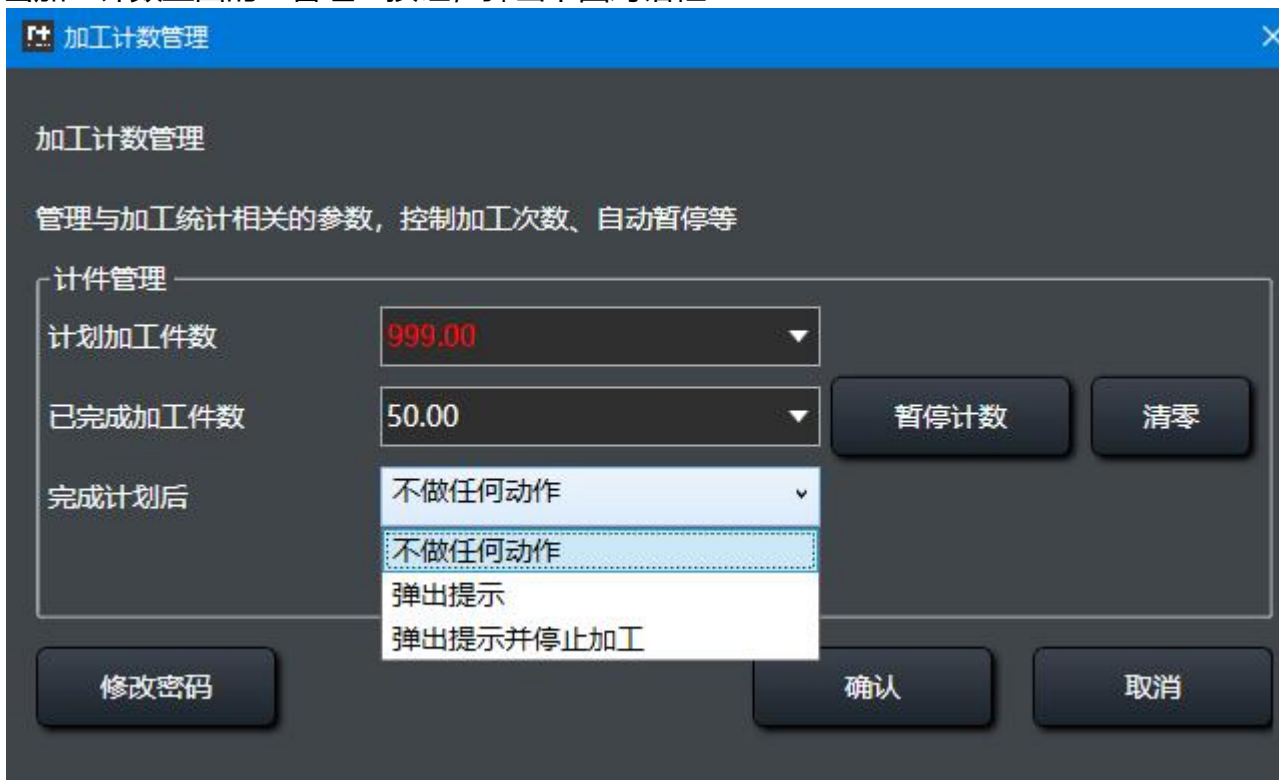 加工计数管理
加工计数管理
管理与加工统计相关的参数，控制加工次数、自动暂停等
计件管理
计划加工件数 999.00
已完成加工件数 50.00 暂停计数 清零
完成计划后 不做任何动作
不做任何动作
弹出提示
弹出提示并停止加工
修改密码 确认 取消